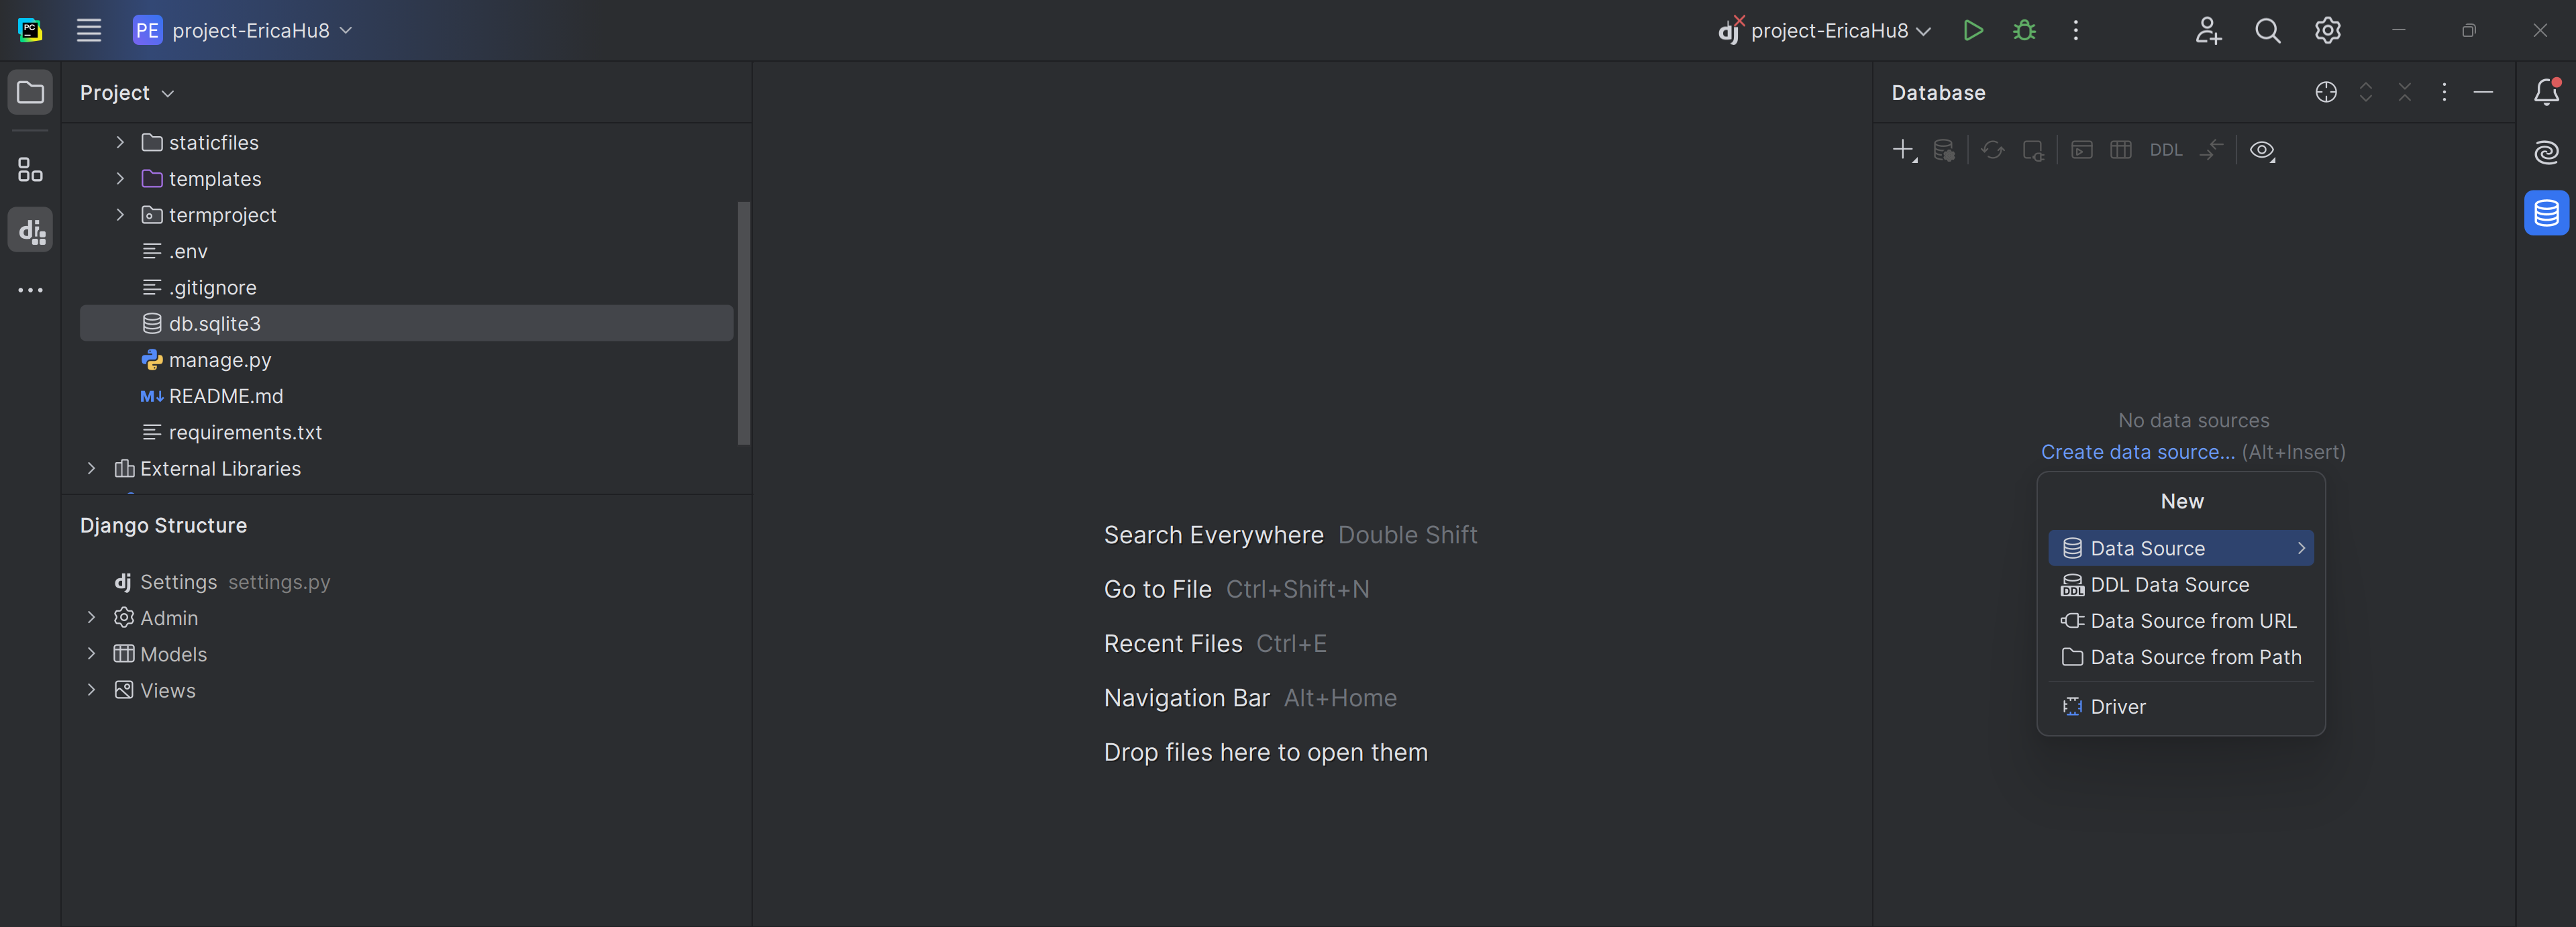 PC
PE project-EricaHu8
dj project-EricaHu8
Project
staticfiles
templates
termproject
.env
.gitignore
db.sqlite3
manage.py
M↓ README.md
requirements.txt
External Libraries
Django Structure
dj Settings settings.py
Admin
Models
Views
Search Everywhere Double Shift
Go to File Ctrl+Shift+N
Recent Files Ctrl+E
Navigation Bar Alt+Home
Drop files here to open them
Database
DDL
No data sources
Create data source... (Alt+Insert)
New
Data Source
DDL DDL Data Source
Data Source from URL
Data Source from Path
Driver
dj